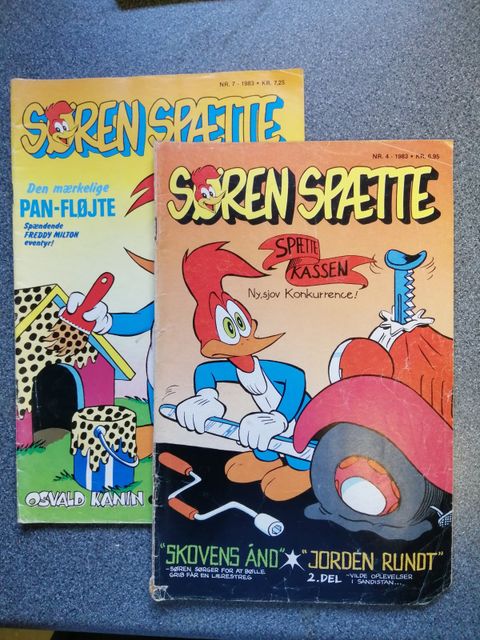 NR. 7 - 1983 • KR. 7,25
SØREN SPÆTTE
Den mærkelige
PAN-FLØJTE
Spændende
FREDDY MILTON
eventyr!
OSVALD KANIN
NR. 4 - 1983 • KR. 6,95
SØREN SPÆTTE
SPÆTTE
KASSEN
Ny, sjov Konkurrence!
"SKOVENS ÅND" "JORDEN RUNDT"
- SØREN SØRGER FOR AT BØLLE
GRIB FÅR EN LÆRESTREG
2. DEL
- VILDE OPLEVELSER
I SANDISTAN...